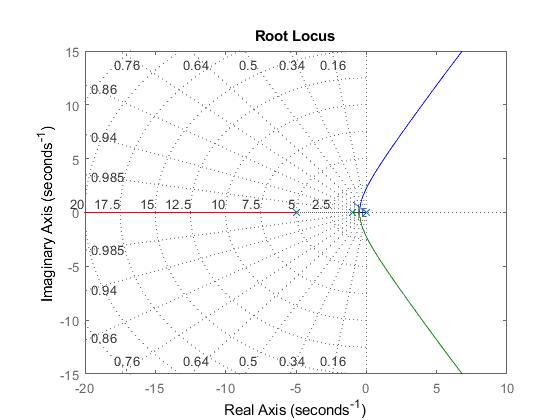 Root Locus
0.76 0.64 0.5 0.34 0.16
0.86
0.94
0.985
20 17.5 15 12.5 10 7.5 5 2.5
0.985
0.94
0.86
0.76 0.64 0.5 0.34 0.16
15
10
5
0
-5
-10
-15
-20 -15 -10 -5 0 5 10
Imaginary Axis (seconds⁻¹)
Real Axis (seconds⁻¹)